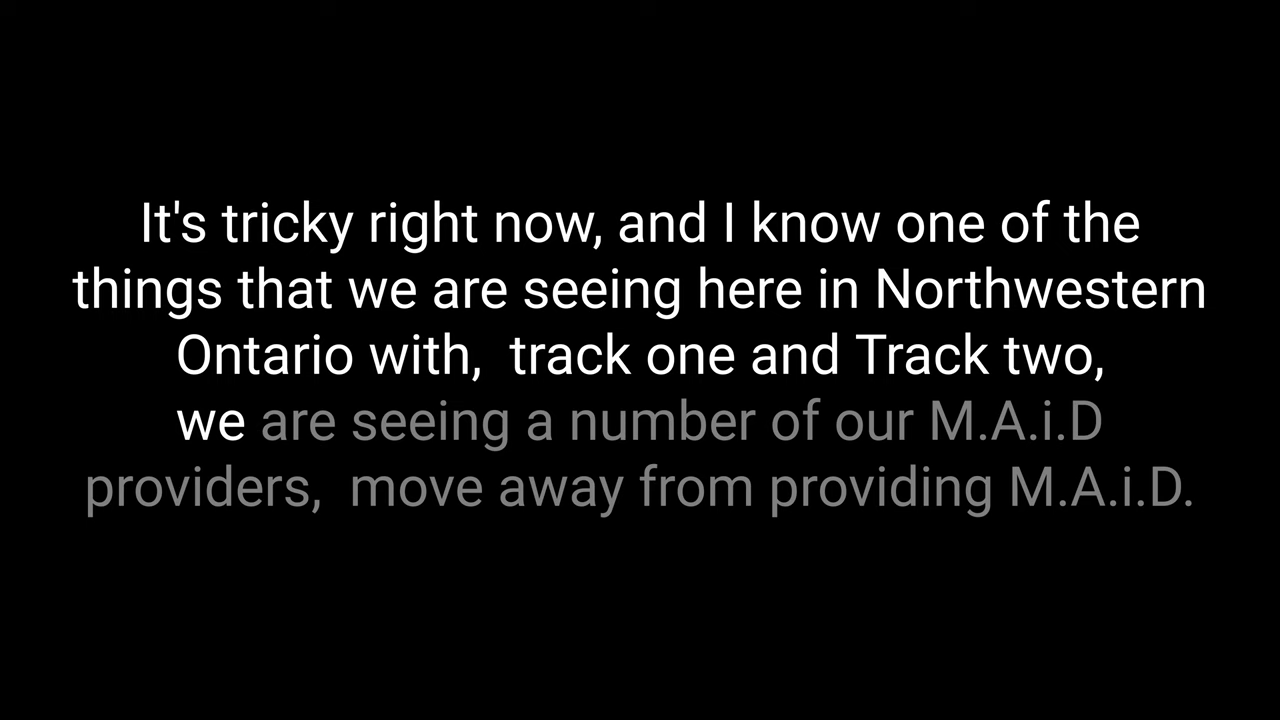 It's tricky right now, and I know one of the
things that we are seeing here in Northwestern
Ontario with,  track one and Track two,
we are seeing a number of our M.A.i.D
providers,  move away from providing M.A.i.D.